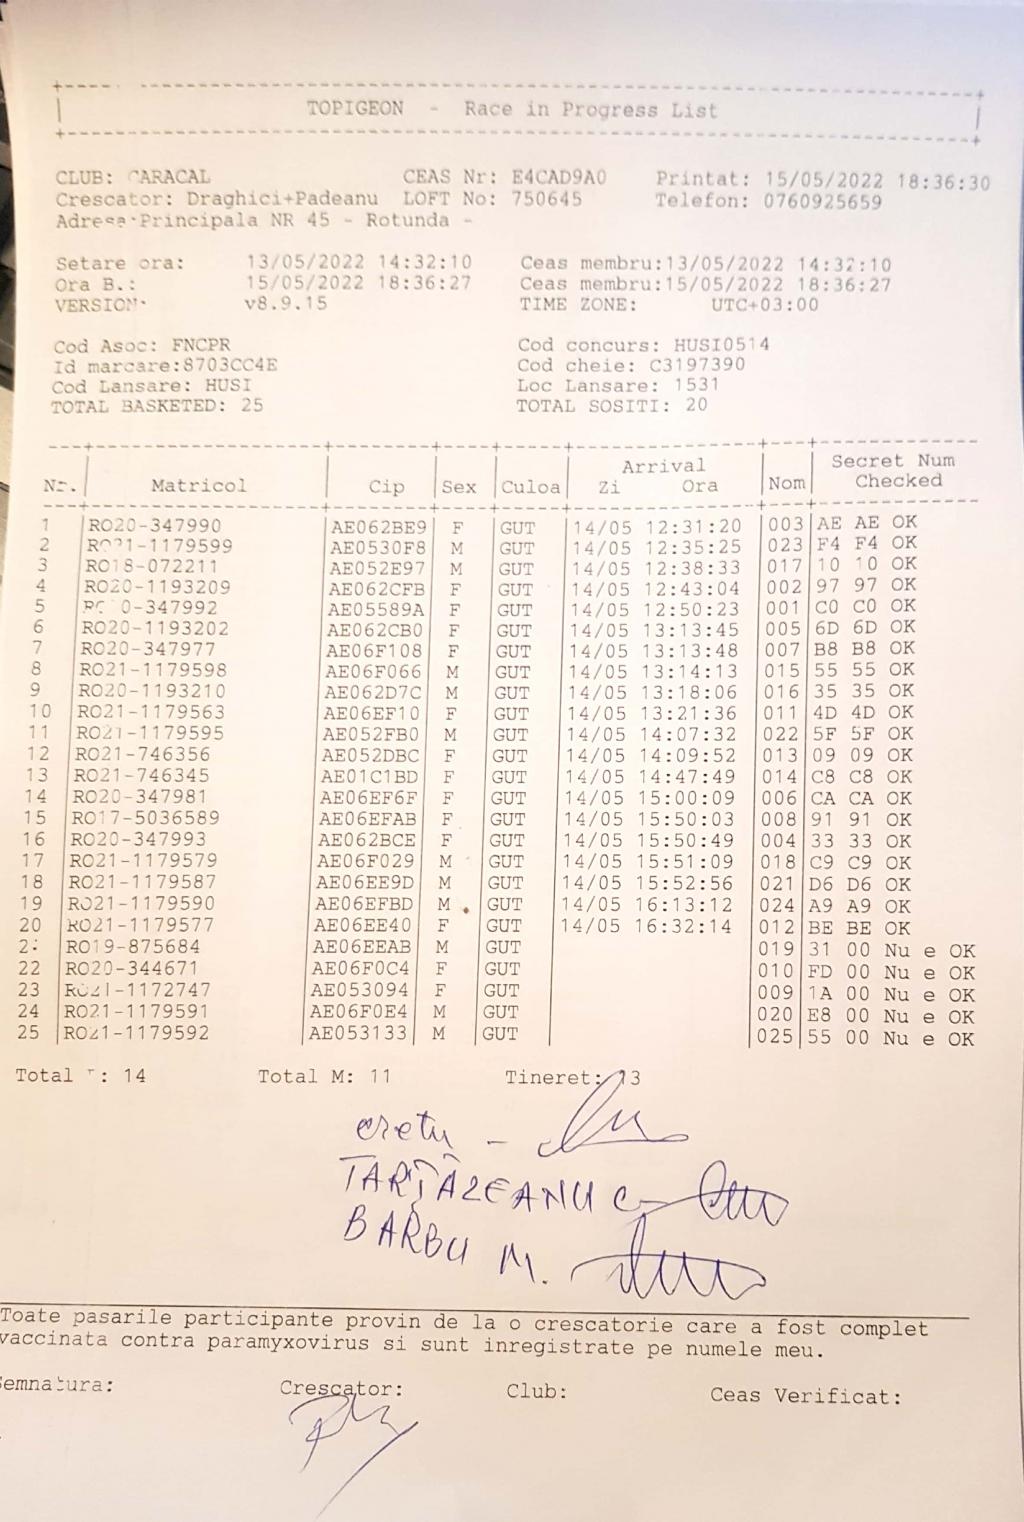 TOPIGEON - Race in Progress List
CLUB: CARACAL CEAS Nr: E4CAD9A0 Printat: 15/05/2022 18:36:30
Crescator: Draghici+Padeanu LOFT No: 750645 Telefon: 0760925659
Adresa:Principala NR 45 - Rotunda -
Setare ora: 13/05/2022 14:32:10 Ceas membru:13/05/2022 14:32:10
Ora B.: 15/05/2022 18:36:27 Ceas membru:15/05/2022 18:36:27
VERSION: v8.9.15 TIME ZONE: UTC+03:00
Cod Asoc: FNCPR Cod concurs: HUSI0514
Id marcare:8703CC4E Cod cheie: C3197390
Cod Lansare: HUSI Loc Lansare: 1531
TOTAL BASKETED: 25 TOTAL SOSITI: 20
Arrival Secret Num
Nr. Matricol Cip Sex Culoa Zi Ora Nom Checked
1 RO20-347990 AE062BE9 F GUT 14/05 12:31:20 003 AE AE OK
2 RO21-1179599 AE0530F8 M GUT 14/05 12:35:25 023 F4 F4 OK
3 RO18-072211 AE052E97 M GUT 14/05 12:38:33 017 10 10 OK
4 RO20-1193209 AE062CFB F GUT 14/05 12:43:04 002 97 97 OK
5 RO20-347992 AE05589A F GUT 14/05 12:50:23 001 C0 C0 OK
6 RO20-1193202 AE062CB0 F GUT 14/05 13:13:45 005 6D 6D OK
7 RO20-347977 AE06F108 F GUT 14/05 13:13:48 007 B8 B8 OK
8 RO21-1179598 AE06F066 M GUT 14/05 13:14:13 015 55 55 OK
9 RO20-1193210 AE062D7C M GUT 14/05 13:18:06 016 35 35 OK
10 RO21-1179563 AE06EF10 F GUT 14/05 13:21:36 011 4D 4D OK
11 RO21-1179595 AE052FB0 M GUT 14/05 14:07:32 022 5F 5F OK
12 RO21-746356 AE052DBC F GUT 14/05 14:09:52 013 09 09 OK
13 RO21-746345 AE01C1BD F GUT 14/05 14:47:49 014 C8 C8 OK
14 RO20-347981 AE06EF6F F GUT 14/05 15:00:09 006 CA CA OK
15 RO17-5036589 AE06EFAB F GUT 14/05 15:50:03 008 91 91 OK
16 RO20-347993 AE062BCE F GUT 14/05 15:50:49 004 33 33 OK
17 RO21-1179579 AE06F029 M GUT 14/05 15:51:09 018 C9 C9 OK
18 RO21-1179587 AE06EE9D M GUT 14/05 15:52:56 021 D6 D6 OK
19 RO21-1179590 AE06EFBD M GUT 14/05 16:13:12 024 A9 A9 OK
20 RO21-1179577 AE06EE40 F GUT 14/05 16:32:14 012 BE BE OK
21 RO19-875684 AE06EEAB M GUT 019 31 00 Nu e OK
22 RO20-344671 AE06F0C4 F GUT 010 FD 00 Nu e OK
23 RO21-1172747 AE053094 F GUT 009 1A 00 Nu e OK
24 RO21-1179591 AE06F0E4 M GUT 020 E8 00 Nu e OK
25 RO21-1179592 AE053133 M GUT 025 55 00 Nu e OK
Total F: 14 Total M: 11 Tineret: 13
cretu -
TARȚĂZEANU C
BARBU M.
Toate pasarile participante provin de la o crescatorie care a fost complet
vaccinata contra paramyxovirus si sunt inregistrate pe numele meu.
Semnatura: Crescator: Club: Ceas Verificat: